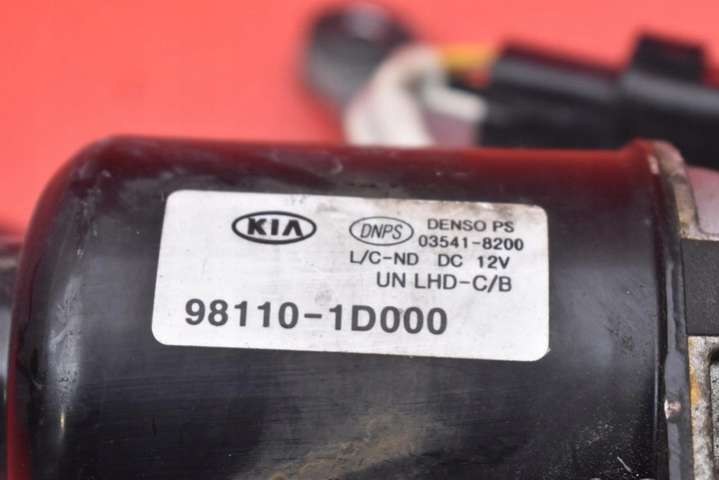 KIA DNPS DENSO PS
03541-8200
L/C-ND DC 12V
UN LHD-C/B
98110-1D000